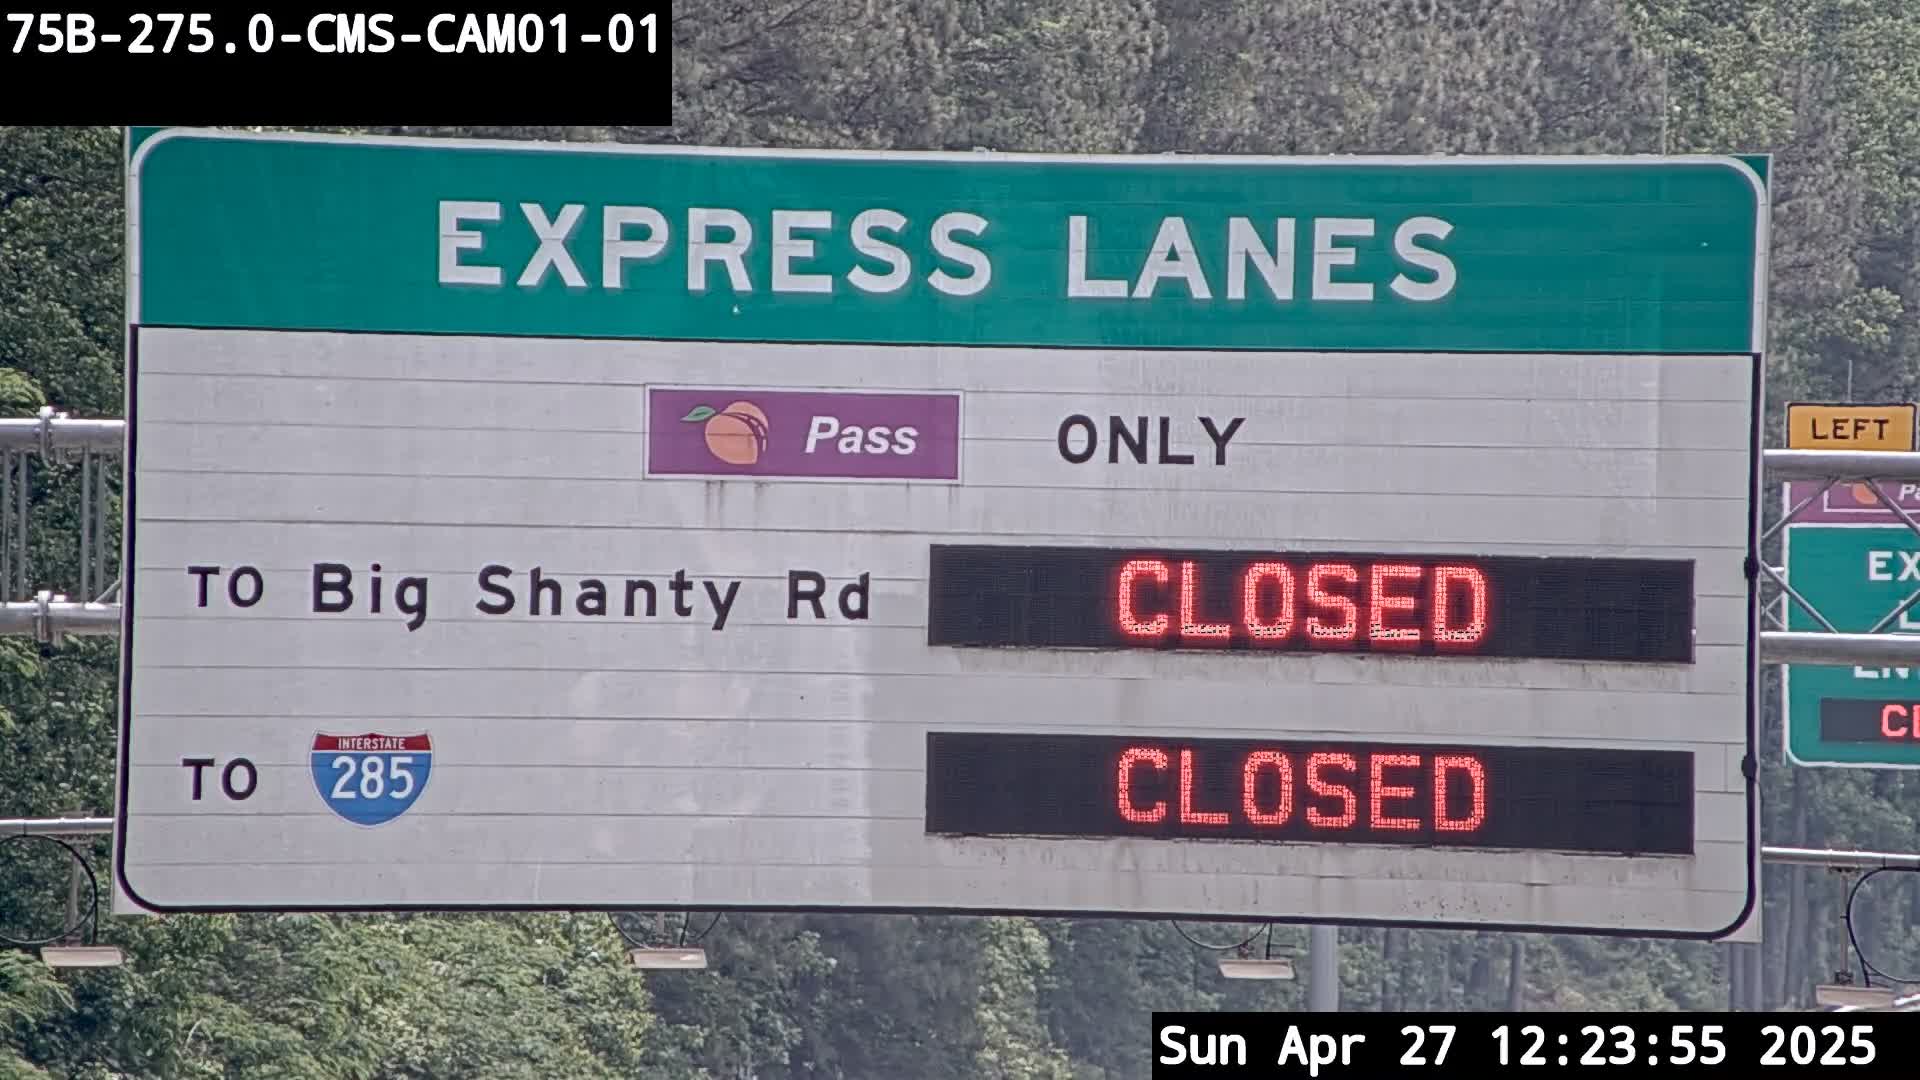 75B-275.0-CMS-CAM01-01
EXPRESS LANES
Pass ONLY
LEFT
TO Big Shanty Rd CLOSED
TO INTERSTATE 285 CLOSED
Sun Apr 27 12:23:55 2025